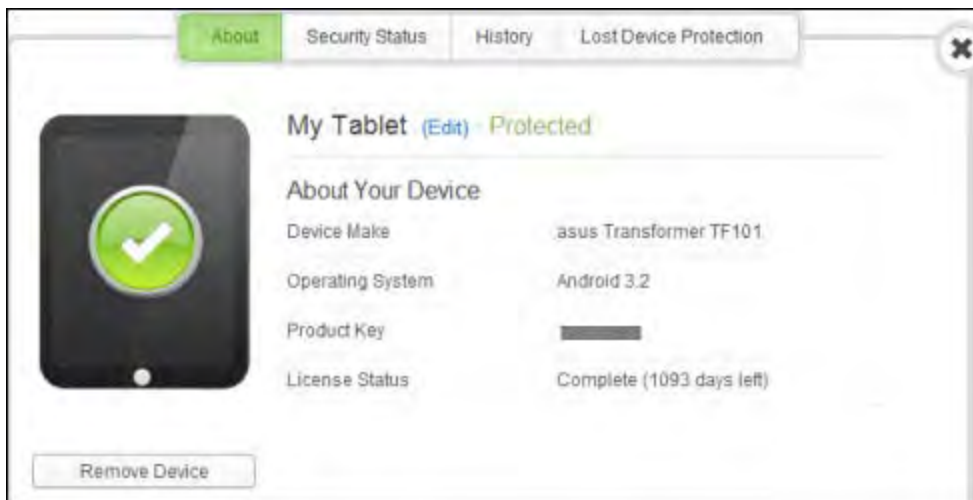 About Security Status History Lost Device Protection
My Tablet (Edit) Protected
About Your Device
Device Make asus Transformer TF101
Operating System Android 3.2
Product Key
License Status Complete (1093 days left)
Remove Device